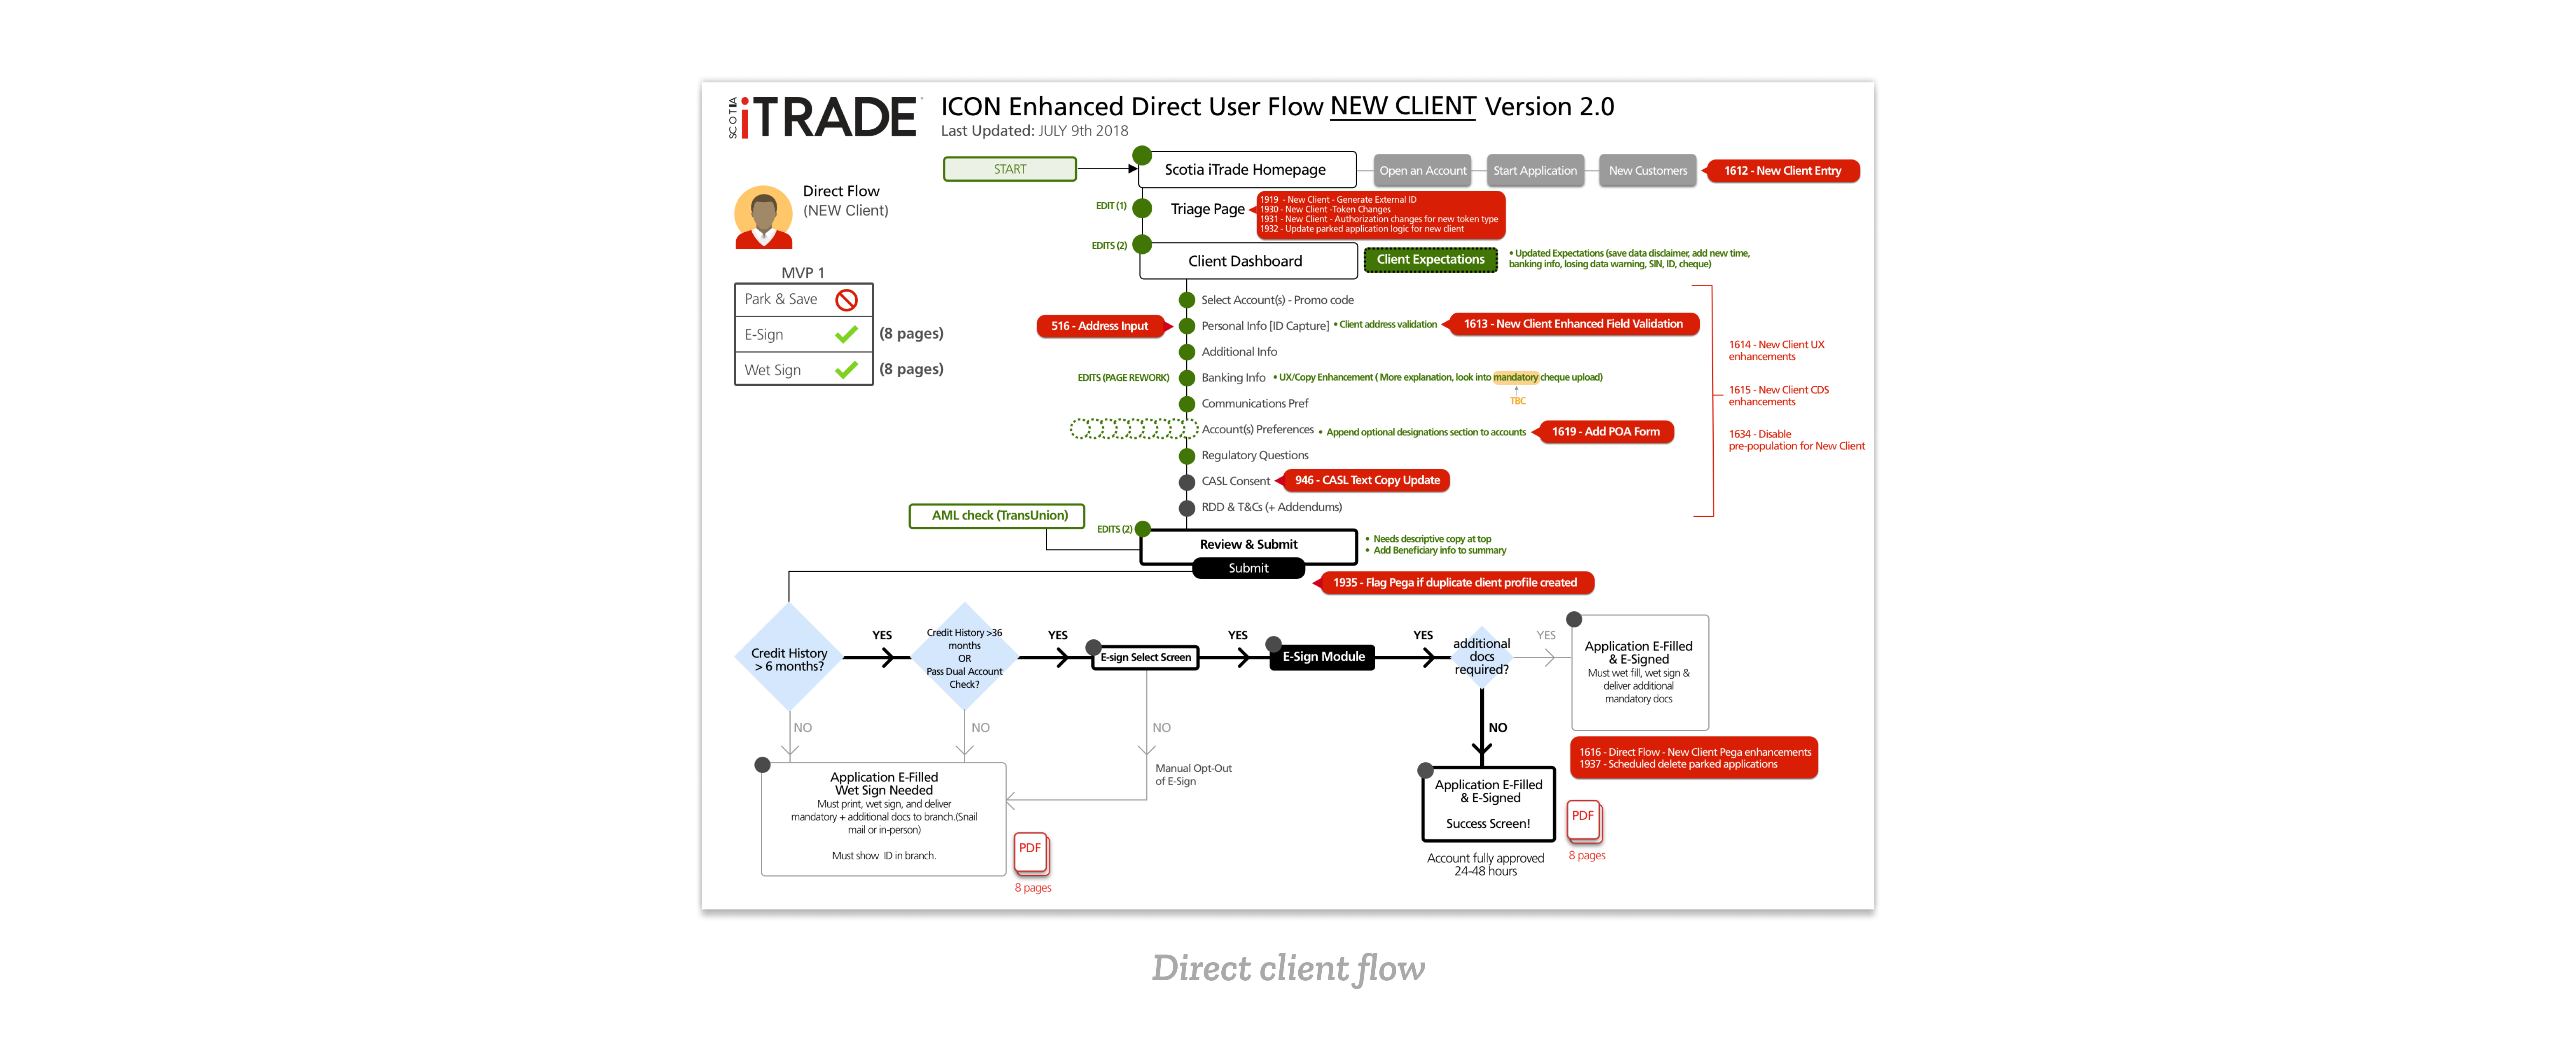 SCOTIA iTRADE
ICON Enhanced Direct User Flow NEW CLIENT Version 2.0
Last Updated: JULY 9th 2018
START
Scotia iTrade Homepage
Open an Account
Start Application
New Customers
1612 - New Client Entry
Direct Flow
(NEW Client)
EDIT (1)
Triage Page
1919 - New Client - Generate External ID
1930 - New Client -Token Changes
1931 - New Client - Authorization changes for new token type
1932 - Update parked application logic for new client
EDITS (2)
Client Dashboard
Client Expectations
• Updated Expectations (save data disclaimer, add new time,
banking info, losing data warning, SIN, ID, cheque)
MVP 1
Park & Save
E-Sign
(8 pages)
Wet Sign
(8 pages)
Select Account(s) - Promo code
516 - Address Input
Personal Info [ID Capture]
• Client address validation
1613 - New Client Enhanced Field Validation
Additional Info
EDITS (PAGE REWORK)
Banking Info
• UX/Copy Enhancement ( More explanation, look into mandatory cheque upload)
TBC
Communications Pref
Account(s) Preferences
• Append optional designations section to accounts
1619 - Add POA Form
Regulatory Questions
CASL Consent
946 - CASL Text Copy Update
RDD & T&Cs (+ Addendums)
1614 - New Client UX
enhancements
1615 - New Client CDS
enhancements
1634 - Disable
pre-population for New Client
AML check (TransUnion)
EDITS (2)
Review & Submit
• Needs descriptive copy at top
• Add Beneficiary info to summary
Submit
1935 - Flag Pega if duplicate client profile created
Credit History
> 6 months?
YES
Credit History >36
months
OR
Pass Dual Account
Check?
YES
E-sign Select Screen
YES
E-Sign Module
YES
additional
docs
required?
YES
Application E-Filled
& E-Signed
Must wet fill, wet sign &
deliver additional
mandatory docs
NO
NO
NO
NO
Manual Opt-Out
of E-Sign
1616 - Direct Flow - New Client Pega enhancements
1937 - Scheduled delete parked applications
Application E-Filled
Wet Sign Needed
Must print, wet sign, and deliver
mandatory + additional docs to branch.(Snail
mail or in-person)
Must show ID in branch.
PDF
8 pages
Application E-Filled
& E-Signed
Success Screen!
Account fully approved
24-48 hours
PDF
8 pages
Direct client flow